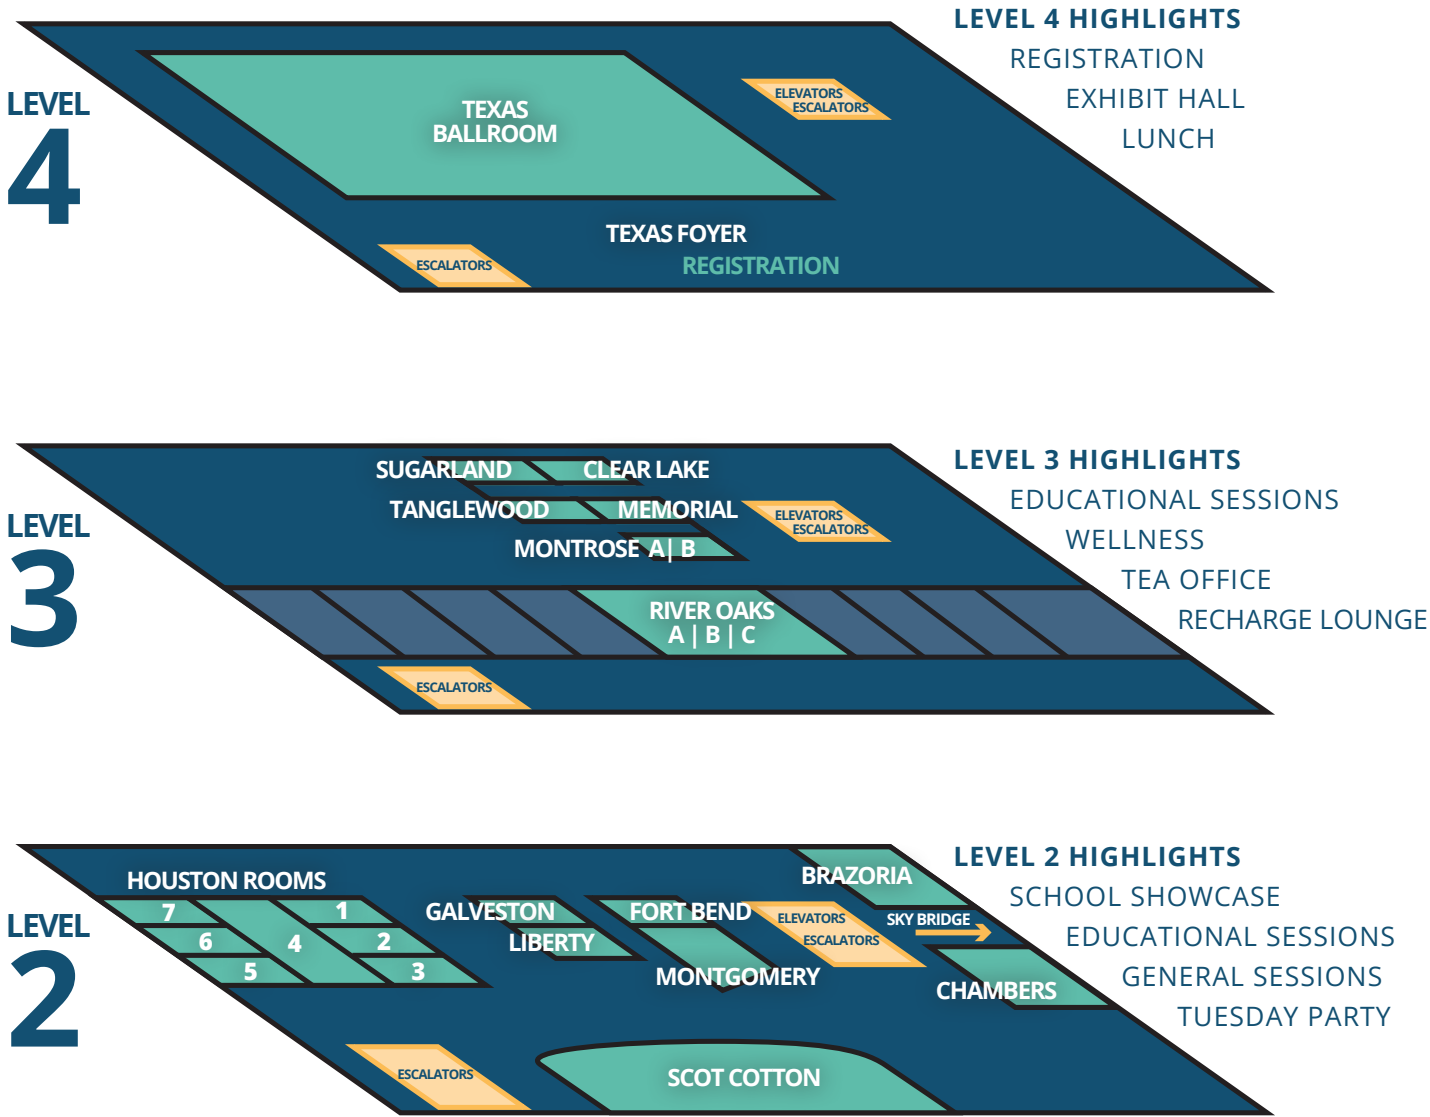 LEVEL
4
TEXAS
BALLROOM
ELEVATORS
ESCALATORS
TEXAS FOYER
REGISTRATION
ESCALATORS
LEVEL 4 HIGHLIGHTS
REGISTRATION
EXHIBIT HALL
LUNCH
LEVEL
3
SUGARLAND
CLEAR LAKE
TANGLEWOOD
MEMORIAL
MONTROSE A| B
ELEVATORS
ESCALATORS
RIVER OAKS
A | B | C
ESCALATORS
LEVEL 3 HIGHLIGHTS
EDUCATIONAL SESSIONS
WELLNESS
TEA OFFICE
RECHARGE LOUNGE
LEVEL
2
HOUSTON ROOMS
7
1
6
4
2
5
3
GALVESTON
LIBERTY
FORT BEND
MONTGOMERY
ELEVATORS
ESCALATORS
BRAZORIA
SKY BRIDGE
CHAMBERS
ESCALATORS
SCOT COTTON
LEVEL 2 HIGHLIGHTS
SCHOOL SHOWCASE
EDUCATIONAL SESSIONS
GENERAL SESSIONS
TUESDAY PARTY